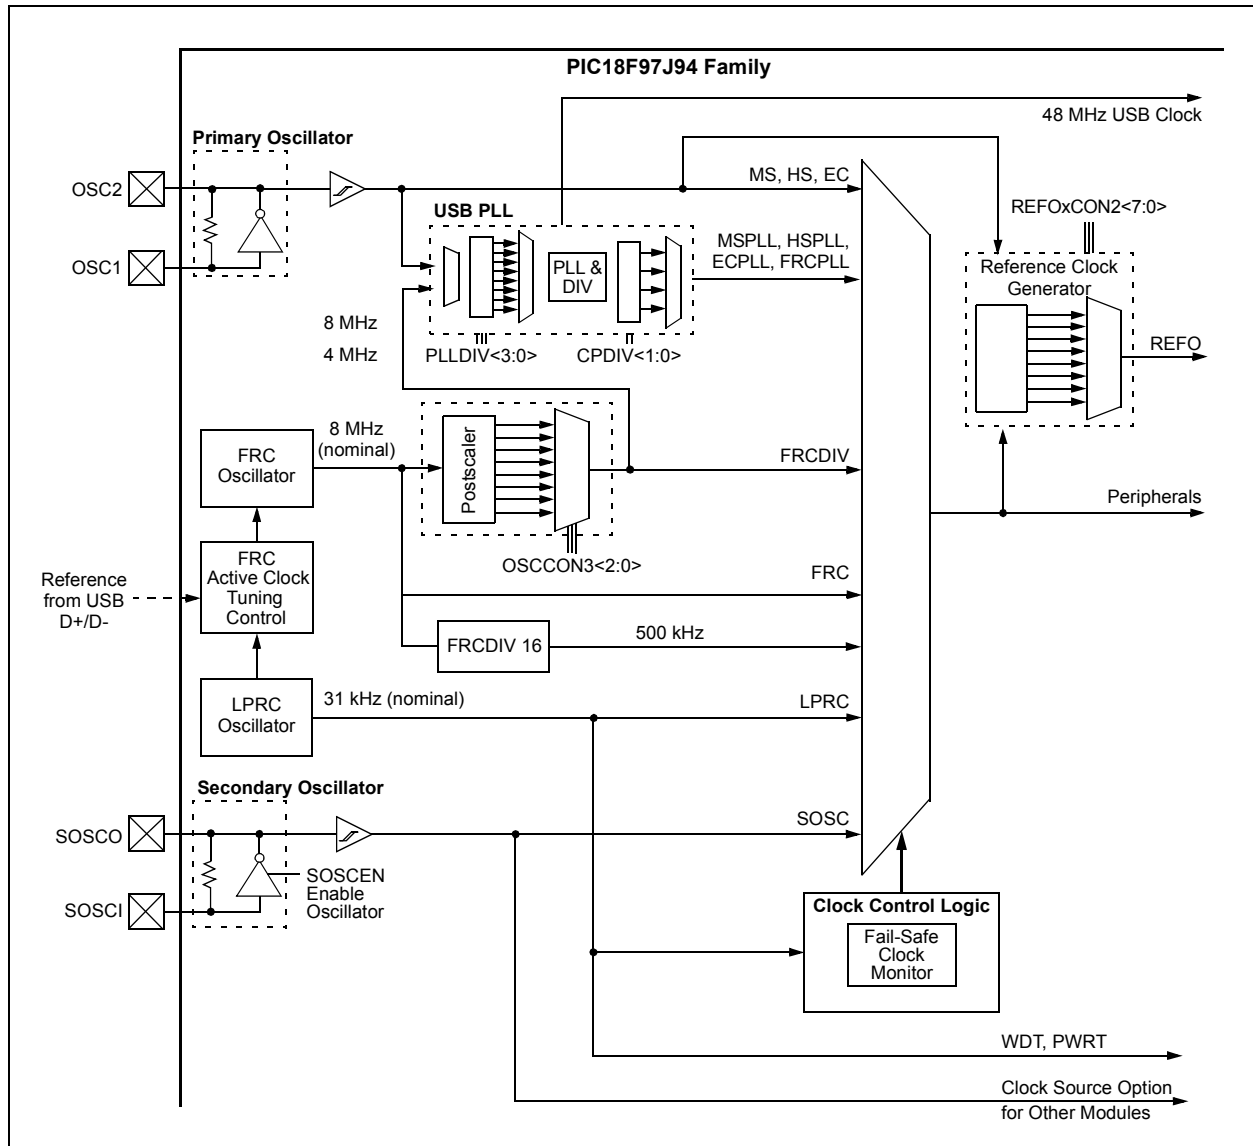 PIC18F97J94 Family
48 MHz USB Clock
Primary Oscillator
OSC2
MS, HS, EC
REFOxCON2<7:0>
USB PLL
MSPLL, HSPLL,
ECPLL, FRCPLL
OSC1
PLL &
DIV
Reference Clock
Generator
8 MHz
4 MHz
PLLDIV<3:0>
CPDIV<1:0>
REFO
8 MHz
(nominal)
FRC
Oscillator
Postscaler
FRCDIV
Peripherals
OSCCON3<2:0>
FRC
Active Clock
Tuning
Control
Reference
from USB
D+/D-
FRC
FRCDIV 16
500 kHz
LPRC
Oscillator
31 kHz (nominal)
LPRC
Secondary Oscillator
SOSCO
SOSC
SOSCEN
Enable
Oscillator
SOSCI
Clock Control Logic
Fail-Safe
Clock
Monitor
WDT, PWRT
Clock Source Option
for Other Modules